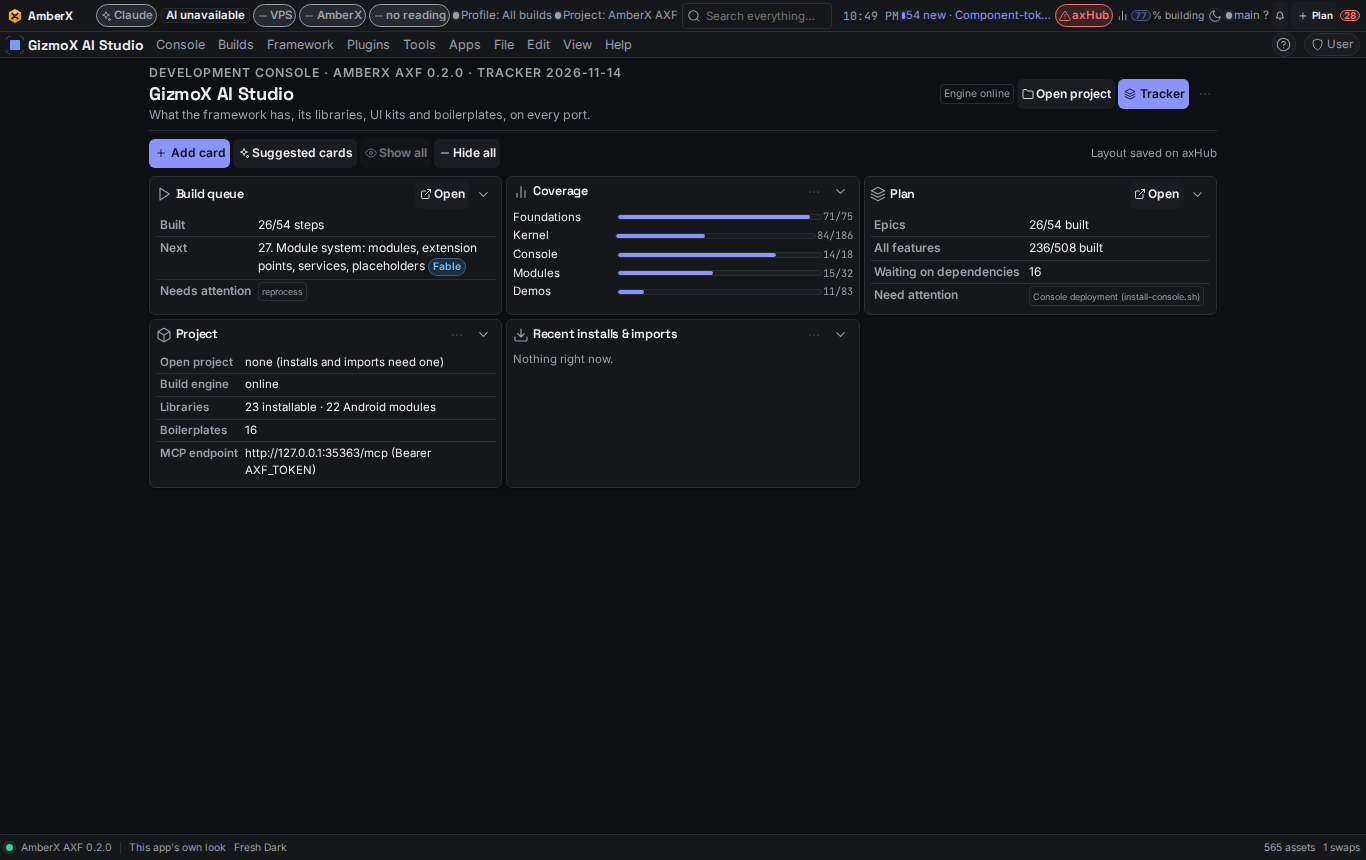 AmberX Claude AI unavailable VPS AmberX no reading Profile: All builds Project: AmberX AXF Search everything... 10:49 PM 54 new · Component-tok... axHub 77 % building main ? + Plan 28
GizmoX AI Studio Console Builds Framework Plugins Tools Apps File Edit View Help User
DEVELOPMENT CONSOLE · AMBERX AXF 0.2.0 · TRACKER 2026-11-14
GizmoX AI Studio
Engine online Open project Tracker ...
What the framework has, its libraries, UI kits and boilerplates, on every port.
+ Add card Suggested cards Show all Hide all Layout saved on axHub
Build queue Open
Built 26/54 steps
Next 27. Module system: modules, extension
points, services, placeholders Fable
Needs attention reprocess
Coverage ...
Foundations 71/75
Kernel 84/186
Console 14/18
Modules 15/32
Demos 11/83
Plan Open
Epics 26/54 built
All features 236/508 built
Waiting on dependencies 16
Need attention Console deployment (install-console.sh)
Project ...
Open project none (installs and imports need one)
Build engine online
Libraries 23 installable · 22 Android modules
Boilerplates 16
MCP endpoint http://127.0.0.1:35363/mcp (Bearer
AXF_TOKEN)
Recent installs & imports ...
Nothing right now.
AmberX AXF 0.2.0 This app's own look Fresh Dark 565 assets 1 swaps